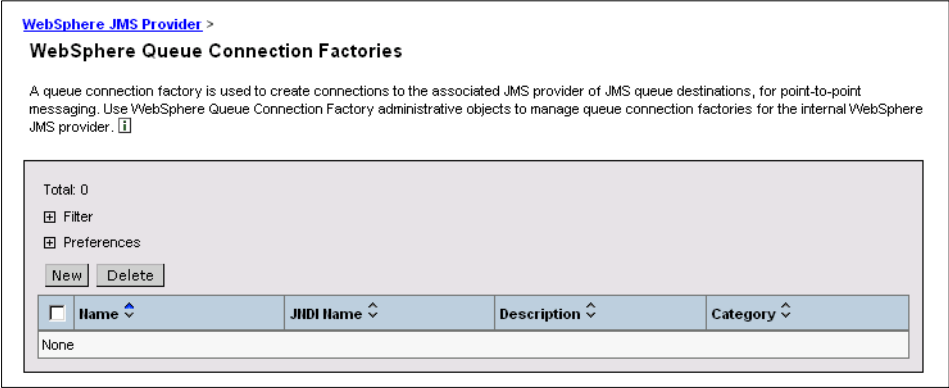 WebSphere JMS Provider >
WebSphere Queue Connection Factories
A queue connection factory is used to create connections to the associated JMS provider of JMS queue destinations, for point-to-point
messaging. Use WebSphere Queue Connection Factory administrative objects to manage queue connection factories for the internal WebSphere
JMS provider. i
Total: 0
Filter
Preferences
New Delete
Name JNDI Name Description Category
None